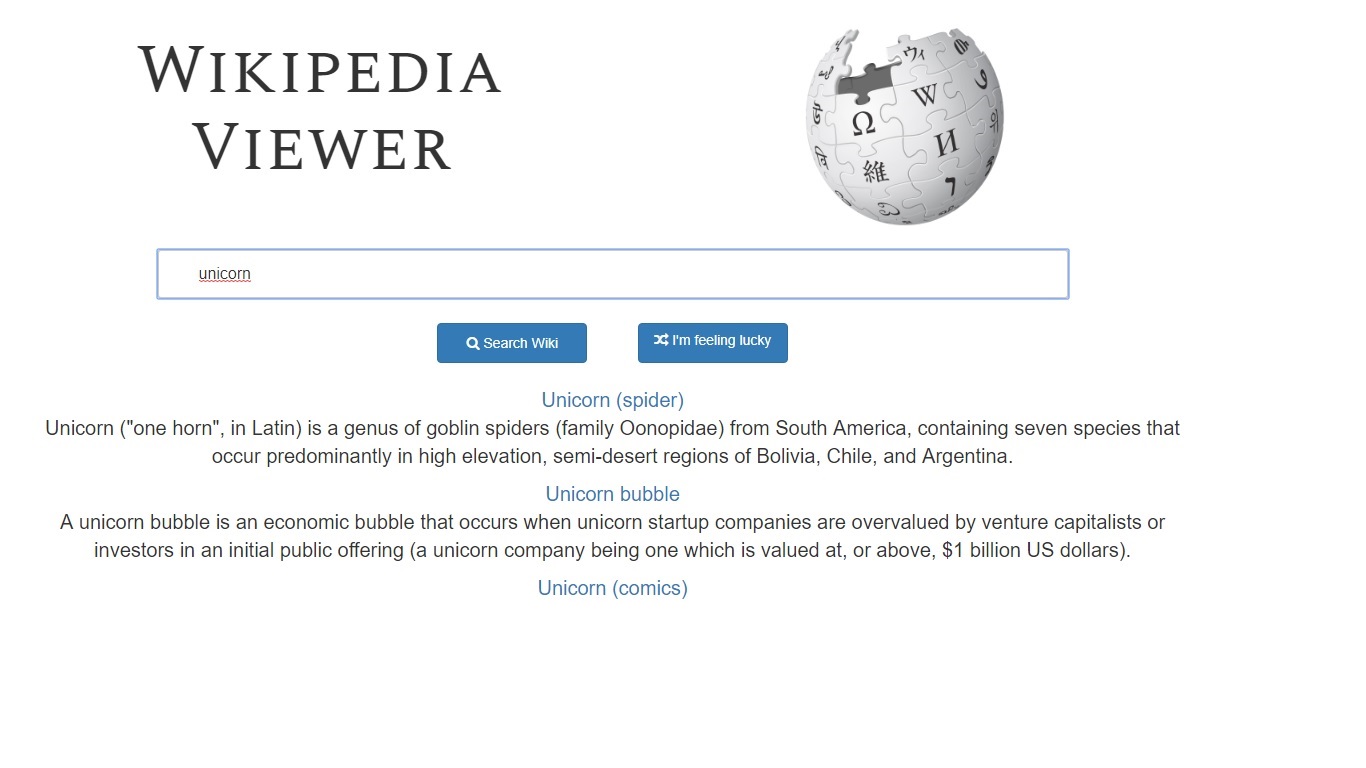 WIKIPEDIA
VIEWER
Ω
W
И
維
ウィ
unicorn
Search Wiki
I'm feeling lucky
Unicorn (spider)
Unicorn ("one horn", in Latin) is a genus of goblin spiders (family Oonopidae) from South America, containing seven species that
occur predominantly in high elevation, semi-desert regions of Bolivia, Chile, and Argentina.
Unicorn bubble
A unicorn bubble is an economic bubble that occurs when unicorn startup companies are overvalued by venture capitalists or
investors in an initial public offering (a unicorn company being one which is valued at, or above, $1 billion US dollars).
Unicorn (comics)